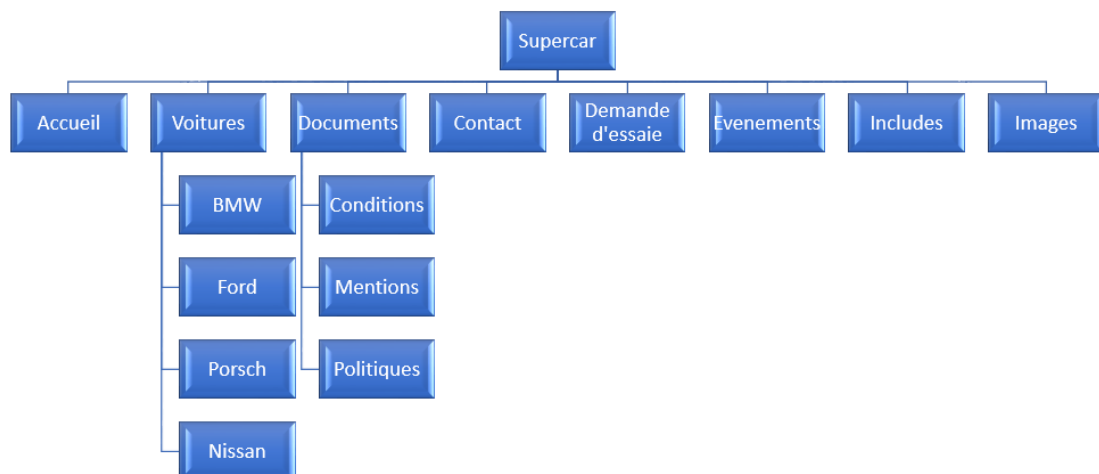 Supercar
Accueil
Voitures
Documents
Contact
Demande
d'essaie
Evenements
Includes
Images
BMW
Conditions
Ford
Mentions
Porsch
Politiques
Nissan